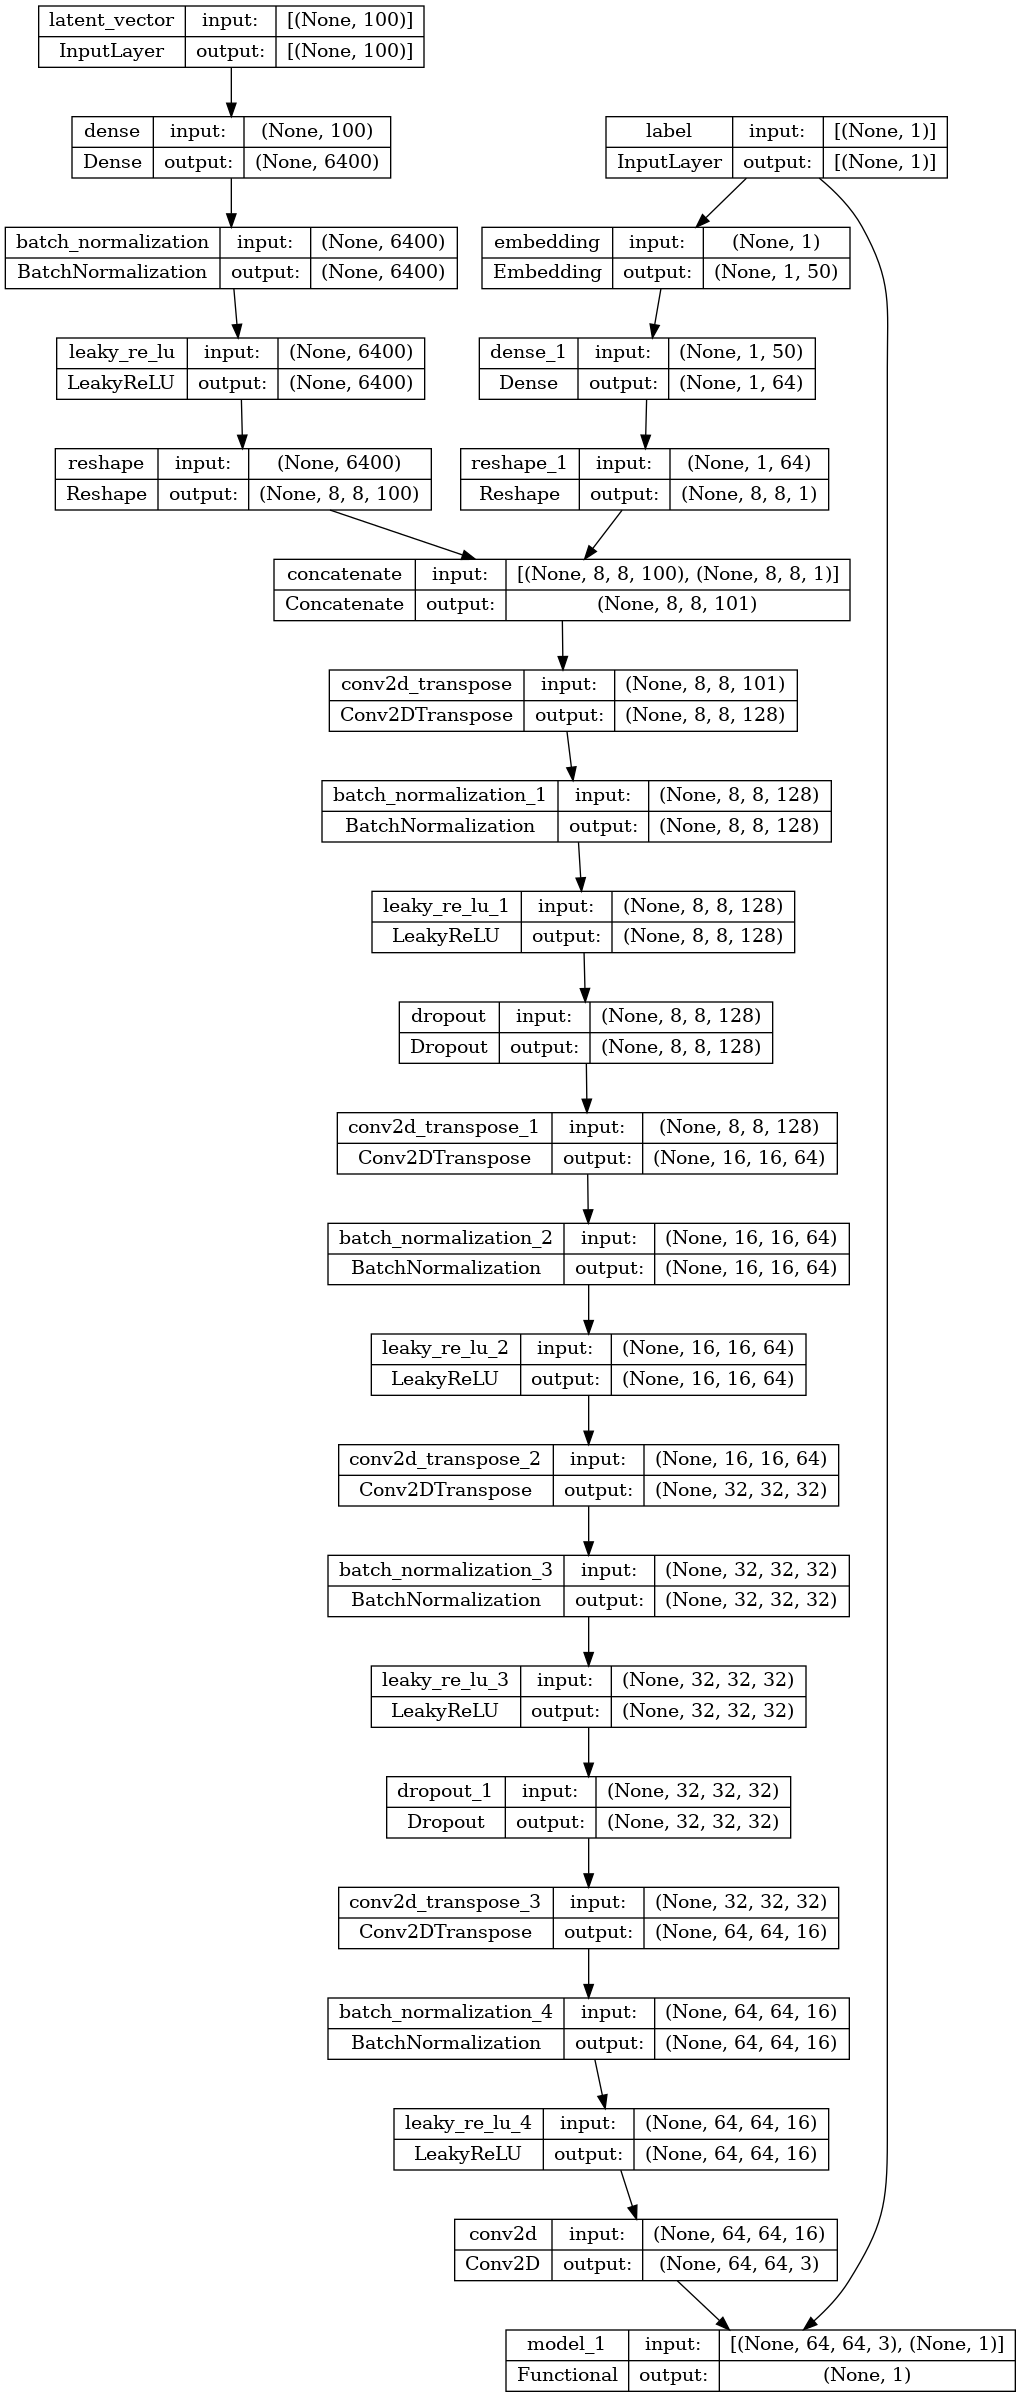 latent_vector input: [(None, 100)]
InputLayer output: [(None, 100)]
dense input: (None, 100)
Dense output: (None, 6400)
label input: [(None, 1)]
InputLayer output: [(None, 1)]
batch_normalization input: (None, 6400)
BatchNormalization output: (None, 6400)
embedding input: (None, 1)
Embedding output: (None, 1, 50)
leaky_re_lu input: (None, 6400)
LeakyReLU output: (None, 6400)
dense_1 input: (None, 1, 50)
Dense output: (None, 1, 64)
reshape input: (None, 6400)
Reshape output: (None, 8, 8, 100)
reshape_1 input: (None, 1, 64)
Reshape output: (None, 8, 8, 1)
concatenate input: [(None, 8, 8, 100), (None, 8, 8, 1)]
Concatenate output: (None, 8, 8, 101)
conv2d_transpose input: (None, 8, 8, 101)
Conv2DTranspose output: (None, 8, 8, 128)
batch_normalization_1 input: (None, 8, 8, 128)
BatchNormalization output: (None, 8, 8, 128)
leaky_re_lu_1 input: (None, 8, 8, 128)
LeakyReLU output: (None, 8, 8, 128)
dropout input: (None, 8, 8, 128)
Dropout output: (None, 8, 8, 128)
conv2d_transpose_1 input: (None, 8, 8, 128)
Conv2DTranspose output: (None, 16, 16, 64)
batch_normalization_2 input: (None, 16, 16, 64)
BatchNormalization output: (None, 16, 16, 64)
leaky_re_lu_2 input: (None, 16, 16, 64)
LeakyReLU output: (None, 16, 16, 64)
conv2d_transpose_2 input: (None, 16, 16, 64)
Conv2DTranspose output: (None, 32, 32, 32)
batch_normalization_3 input: (None, 32, 32, 32)
BatchNormalization output: (None, 32, 32, 32)
leaky_re_lu_3 input: (None, 32, 32, 32)
LeakyReLU output: (None, 32, 32, 32)
dropout_1 input: (None, 32, 32, 32)
Dropout output: (None, 32, 32, 32)
conv2d_transpose_3 input: (None, 32, 32, 32)
Conv2DTranspose output: (None, 64, 64, 16)
batch_normalization_4 input: (None, 64, 64, 16)
BatchNormalization output: (None, 64, 64, 16)
leaky_re_lu_4 input: (None, 64, 64, 16)
LeakyReLU output: (None, 64, 64, 16)
conv2d input: (None, 64, 64, 16)
Conv2D output: (None, 64, 64, 3)
model_1 input: [(None, 64, 64, 3), (None, 1)]
Functional output: (None, 1)